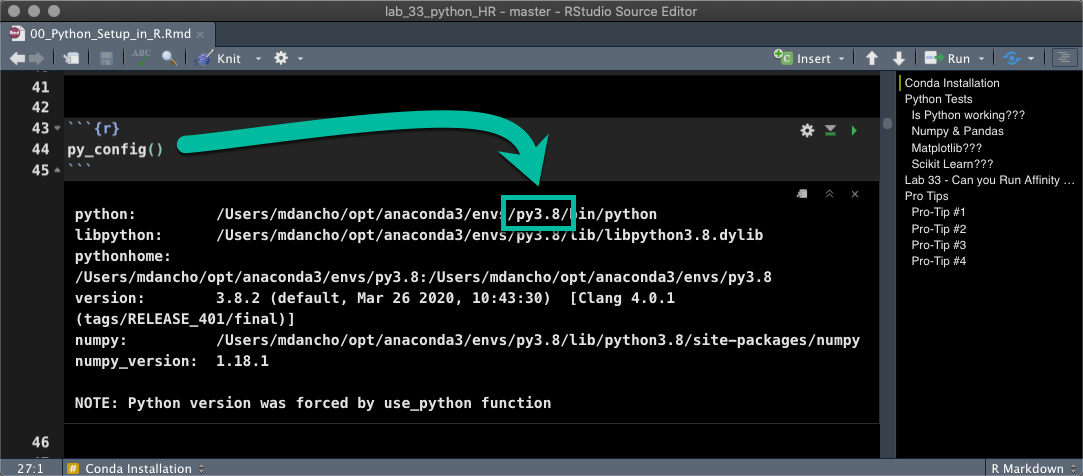 lab_33_python_HR - master - RStudio Source Editor
00_Python_Setup_in_R.Rmd ×
ABC Knit Insert Run
41
42
43 ```{r}
44 py_config()
45 ```
python: /Users/mdancho/opt/anaconda3/envs/py3.8/bin/python
libpython: /Users/mdancho/opt/anaconda3/envs/py3.8/lib/libpython3.8.dylib
pythonhome:
/Users/mdancho/opt/anaconda3/envs/py3.8:/Users/mdancho/opt/anaconda3/envs/py3.8
version: 3.8.2 (default, Mar 26 2020, 10:43:30) [Clang 4.0.1
(tags/RELEASE_401/final)]
numpy: /Users/mdancho/opt/anaconda3/envs/py3.8/lib/python3.8/site-packages/numpy
numpy_version: 1.18.1
NOTE: Python version was forced by use_python function
46
Conda Installation
Python Tests
Is Python working???
Numpy & Pandas
Matplotlib???
Scikit Learn???
Lab 33 - Can you Run Affinity ...
Pro Tips
Pro-Tip #1
Pro-Tip #2
Pro-Tip #3
Pro-Tip #4
27:1 # Conda Installation R Markdown